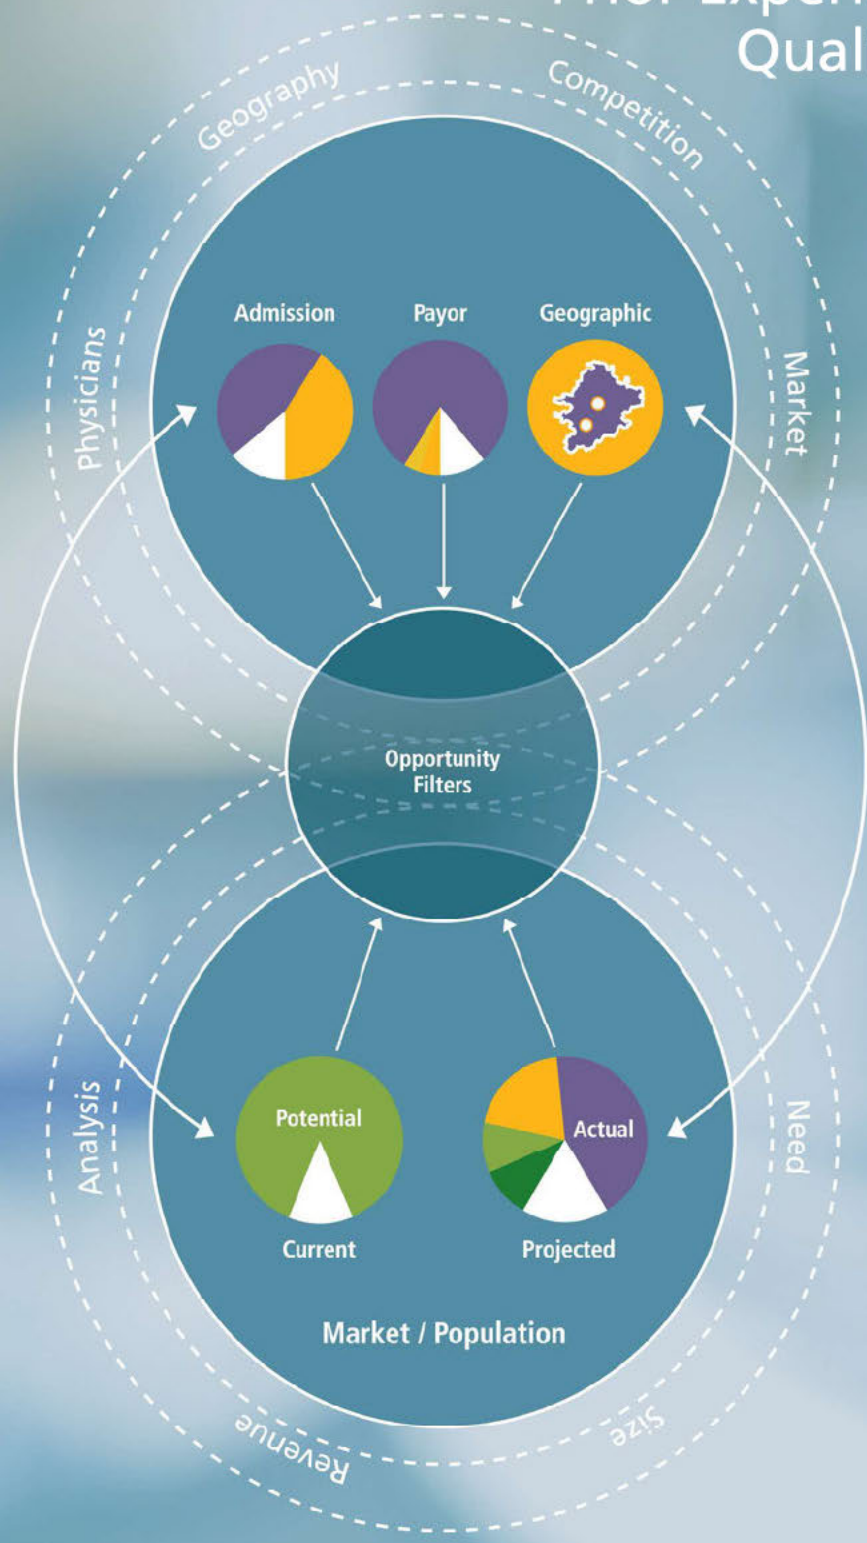 Qual
Geography
Competition
Physicians
Market
Admission
Payor
Geographic
Opportunity
Filters
Analysis
Need
Potential
Actual
Current
Projected
Market / Population
Revenue
Size